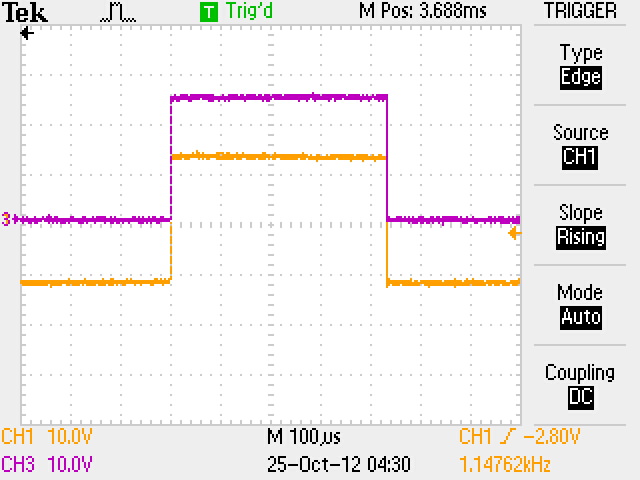 Tek T Trig'd M Pos: 3.688ms TRIGGER
Type
Edge
Source
CH1
Slope
Rising
Mode
Auto
Coupling
DC
3
CH1 10.0V M 100µs CH1 -2.80V
CH3 10.0V 25-Oct-12 04:30 1.14762kHz